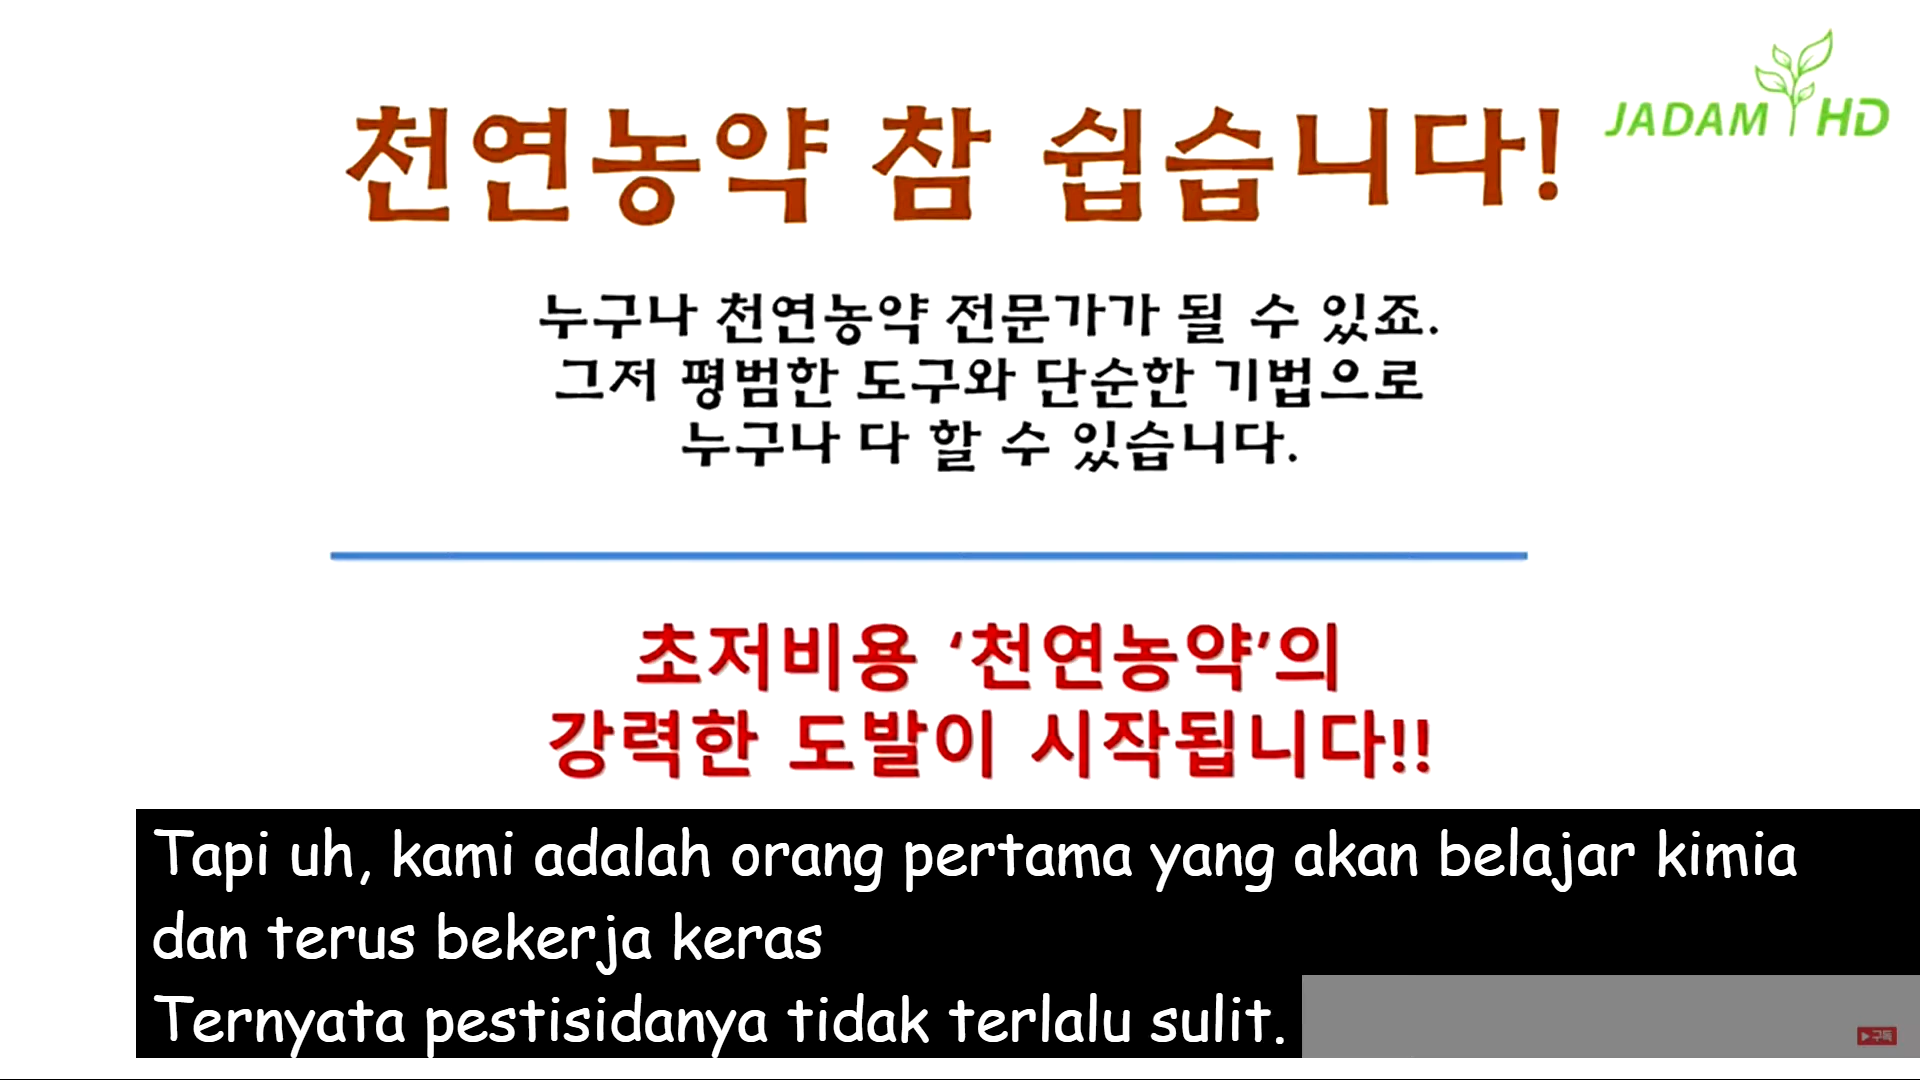 JADAM HD
천연농약 참 쉽습니다!
누구나 천연농약 전문가가 될 수 있죠.
그저 평범한 도구와 단순한 기법으로
누구나 다 할 수 있습니다.
초저비용 ‘천연농약’의
강력한 도발이 시작됩니다!!
Tapi uh, kami adalah orang pertama yang akan belajar kimia
dan terus bekerja keras
Ternyata pestisidanya tidak terlalu sulit.
구독